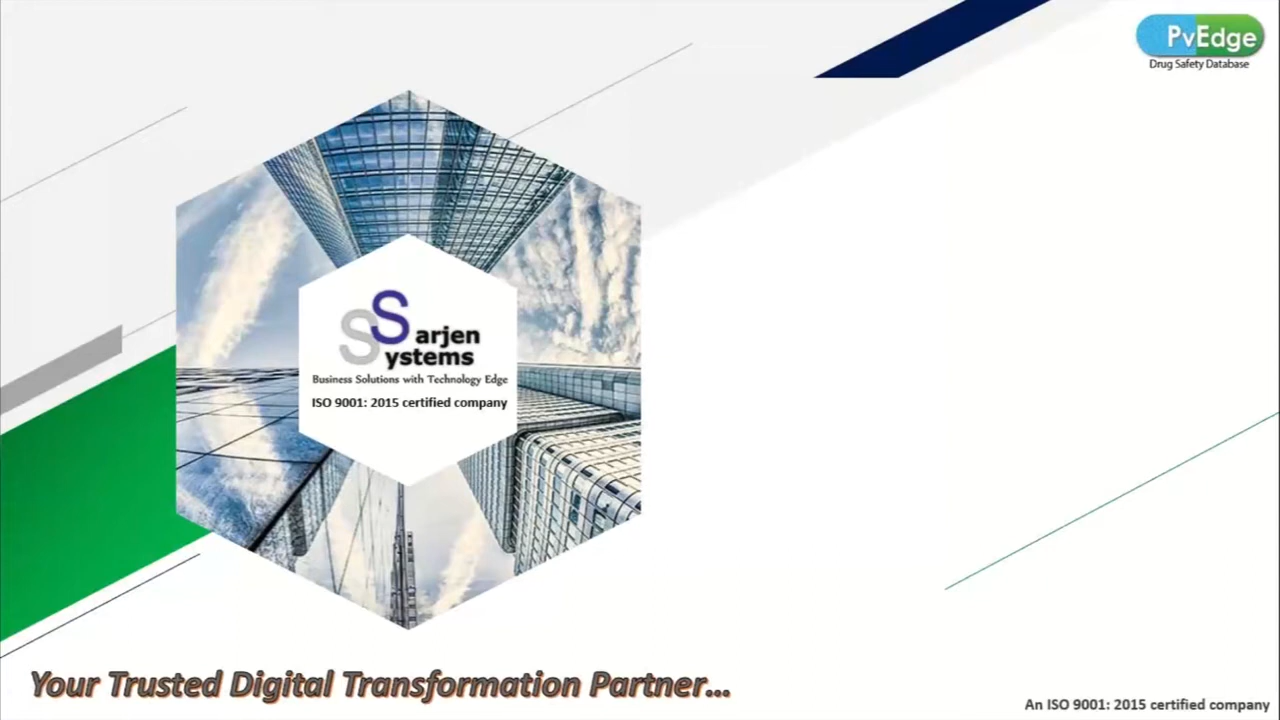 PvEdge
Drug Safety Database
Sarjen
Systems
Business Solutions with Technology Edge
ISO 9001: 2015 certified company
Your Trusted Digital Transformation Partner...
An ISO 9001: 2015 certified company